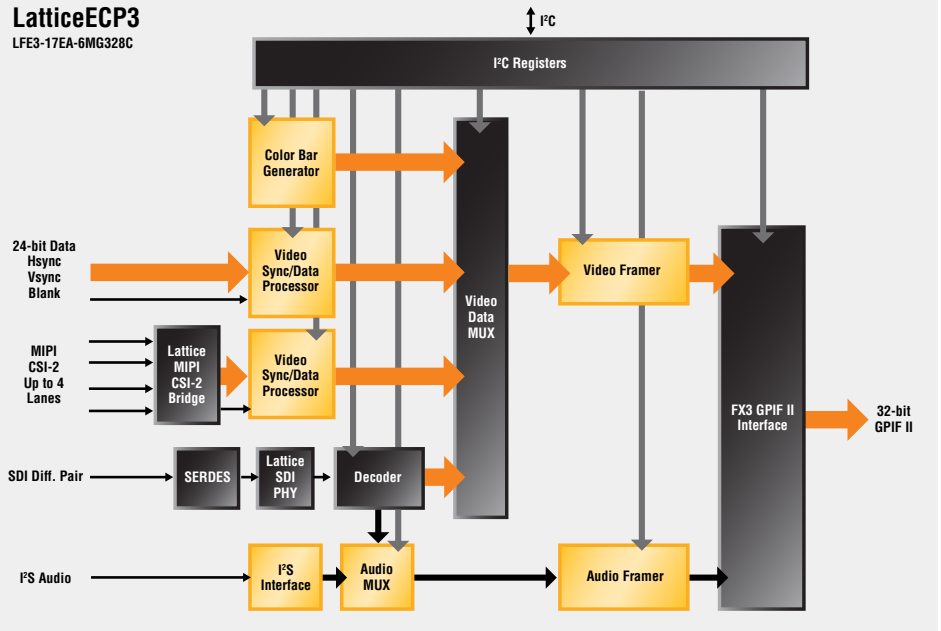 LatticeECP3
LFE3-17EA-6MG328C
I²C
I²C Registers
Color Bar
Generator
24-bit Data
Hsync
Vsync
Blank
Video
Sync/Data
Processor
Video Framer
Video
Data
MUX
MIPI
CSI-2
Up to 4
Lanes
Lattice
MIPI
CSI-2
Bridge
Video
Sync/Data
Processor
FX3 GPIF II
Interface
32-bit
GPIF II
SDI Diff. Pair
SERDES
Lattice
SDI
PHY
Decoder
I²S Audio
I²S
Interface
Audio
MUX
Audio Framer